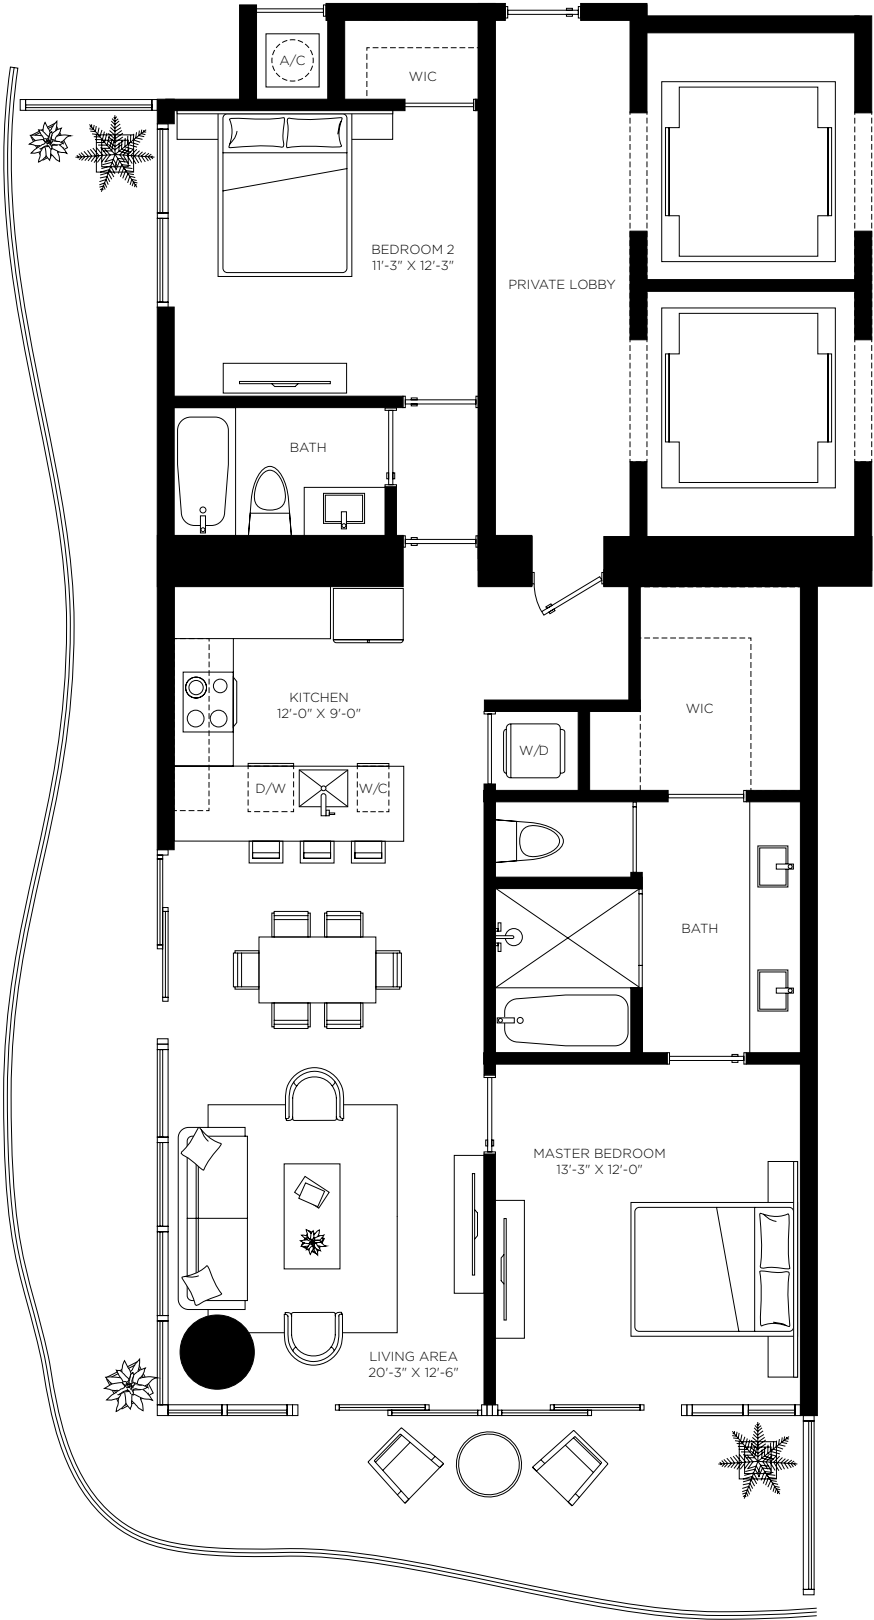 A/C
WIC
BEDROOM 2
11'-3" X 12'-3"
PRIVATE LOBBY
BATH
KITCHEN
12'-0" X 9'-0"
WIC
W/D
D/W
W/C
BATH
MASTER BEDROOM
13'-3" X 12'-0"
LIVING AREA
20'-3" X 12'-6"